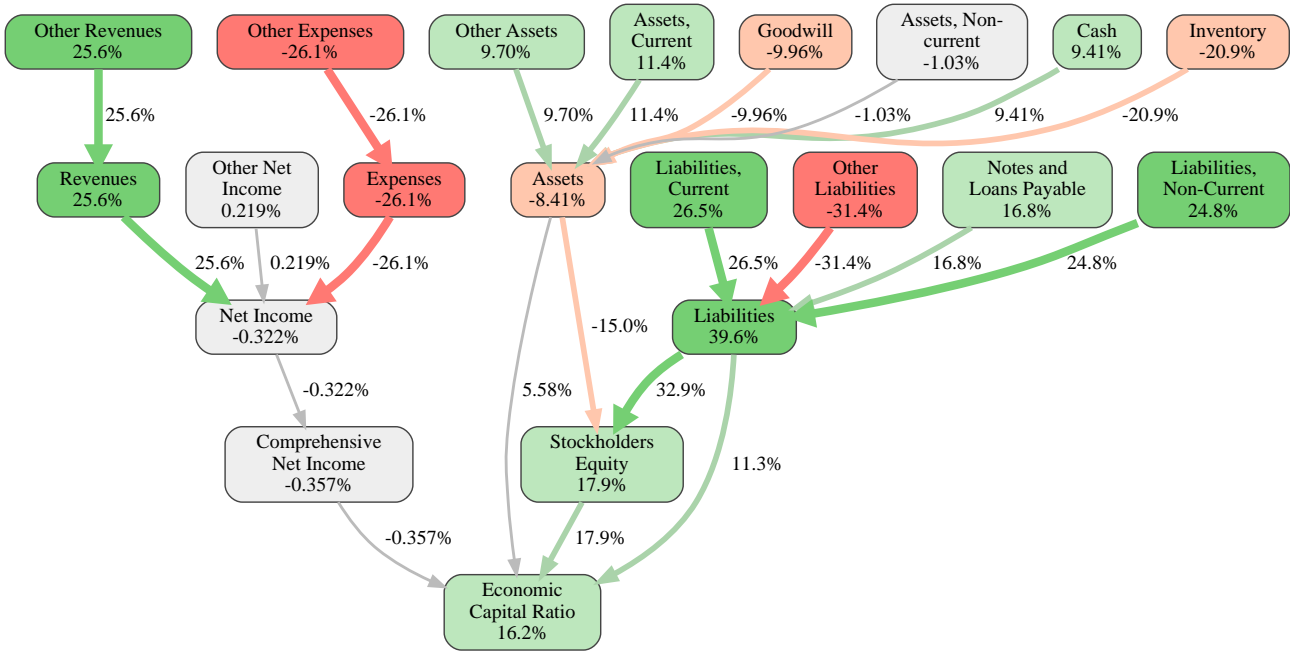 Other Revenues
25.6%
Other Expenses
-26.1%
Other Assets
9.70%
Assets,
Current
11.4%
Goodwill
-9.96%
Assets, Non-
current
-1.03%
Cash
9.41%
Inventory
-20.9%
25.6%
-26.1%
9.70%
11.4%
-9.96%
-1.03%
9.41%
-20.9%
Revenues
25.6%
Other Net
Income
0.219%
Expenses
-26.1%
Assets
-8.41%
Liabilities,
Current
26.5%
Other
Liabilities
-31.4%
Notes and
Loans Payable
16.8%
Liabilities,
Non-Current
24.8%
25.6%
0.219%
-26.1%
26.5%
-31.4%
16.8%
24.8%
Net Income
-0.322%
-15.0%
Liabilities
39.6%
-0.322%
5.58%
32.9%
Comprehensive
Net Income
-0.357%
Stockholders
Equity
17.9%
11.3%
-0.357%
17.9%
Economic
Capital Ratio
16.2%